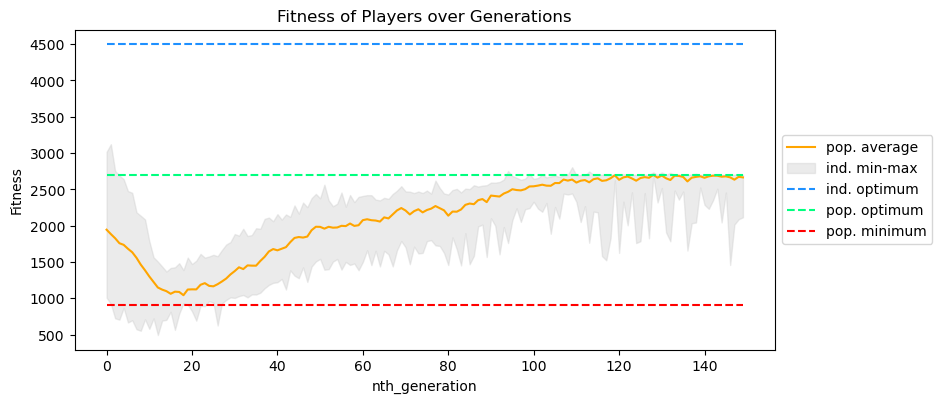 Fitness of Players over Generations
Fitness
4500
4000
3500
3000
2500
2000
1500
1000
500
0
20
40
60
80
100
120
140
nth_generation
pop. average
ind. min-max
ind. optimum
pop. optimum
pop. minimum